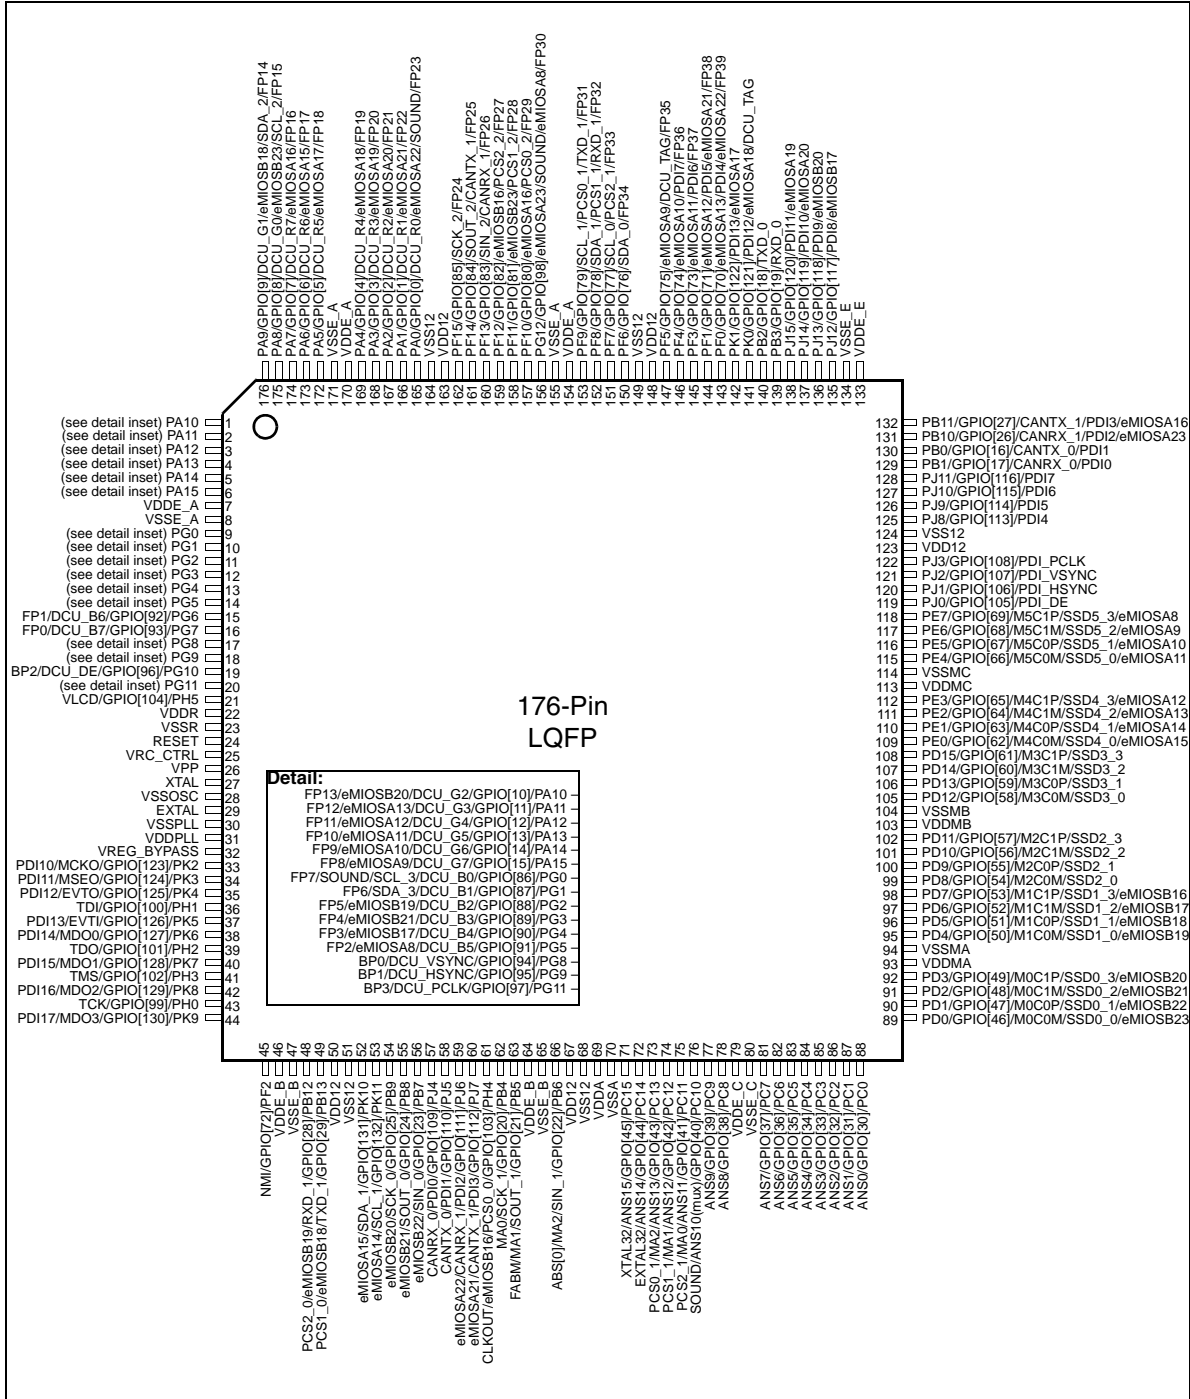 PA9/GPIO[9]/DCU_G1/eMIOSB18/SDA_2/FP14
PA8/GPIO[8]/DCU_G0/eMIOSB23/SCL_2/FP15
PA7/GPIO[7]/DCU_R7/eMIOSA16/FP16
PA6/GPIO[6]/DCU_R6/eMIOSA15/FP17
PA5/GPIO[5]/DCU_R5/eMIOSA17/FP18
VSSE_A
VDDE_A
PA4/GPIO[4]/DCU_R4/eMIOSA18/FP19
PA3/GPIO[3]/DCU_R3/eMIOSA19/FP20
PA2/GPIO[2]/DCU_R2/eMIOSA20/FP21
PA1/GPIO[1]/DCU_R1/eMIOSA21/FP22
PA0/GPIO[0]/DCU_R0/eMIOSA22/SOUND/FP23
VSS12
VDD12
PF15/GPIO[85]/SCK_2/FP24
PF14/GPIO[84]/SOUT_2/CANTX_1/FP25
PF13/GPIO[83]/SIN_2/CANRX_1/FP26
PF12/GPIO[82]/eMIOSB16/PCS2_2/FP27
PF11/GPIO[81]/eMIOSB23/PCS1_2/FP28
PF10/GPIO[80]/eMIOSA16/PCS0_2/FP29
PG12/GPIO[98]/eMIOSA23/SOUND/eMIOSA8/FP30
VSSE_A
VDDE_A
PF9/GPIO[79]/SCL_1/PCS0_1/TXD_1/FP31
PF8/GPIO[78]/SDA_1/PCS1_1/RXD_1/FP32
PF7/GPIO[77]/SCL_0/PCS2_1/FP33
PF6/GPIO[76]/SDA_0/FP34
VSS12
VDD12
PF5/GPIO[75]/eMIOSA9/DCU_TAG/FP35
PF4/GPIO[74]/eMIOSA10/PDI7/FP36
PF3/GPIO[73]/eMIOSA11/PDI6/FP37
PF1/GPIO[71]/eMIOSA12/PDI5/eMIOSA21/FP38
PF0/GPIO[70]/eMIOSA13/PDI4/eMIOSA22/FP39
PK1/GPIO[122]/PDI13/eMIOSA17
PK0/GPIO[121]/PDI12/eMIOSA18/DCU_TAG
PB2/GPIO[18]/TXD_0
PB3/GPIO[19]/RXD_0
PJ15/GPIO[120]/PDI11/eMIOSA19
PJ14/GPIO[119]/PDI10/eMIOSA20
PJ13/GPIO[118]/PDI9/eMIOSB20
PJ12/GPIO[117]/PDI8/eMIOSB17
VSSE_E
VDDE_E
176
175
174
173
172
171
170
169
168
167
166
165
164
163
162
161
160
159
158
157
156
155
154
153
152
151
150
149
148
147
146
145
144
143
142
141
140
139
138
137
136
135
134
133
(see detail inset) PA10 1
(see detail inset) PA11 2
(see detail inset) PA12 3
(see detail inset) PA13 4
(see detail inset) PA14 5
(see detail inset) PA15 6
VDDE_A 7
VSSE_A 8
(see detail inset) PG0 9
(see detail inset) PG1 10
(see detail inset) PG2 11
(see detail inset) PG3 12
(see detail inset) PG4 13
(see detail inset) PG5 14
FP1/DCU_B6/GPIO[92]/PG6 15
FP0/DCU_B7/GPIO[93]/PG7 16
(see detail inset) PG8 17
(see detail inset) PG9 18
BP2/DCU_DE/GPIO[96]/PG10 19
(see detail inset) PG11 20
VLCD/GPIO[104]/PH5 21
VDDR 22
VSSR 23
RESET 24
VRC_CTRL 25
VPP 26
XTAL 27
VSSOSC 28
EXTAL 29
VSSPLL 30
VDDPLL 31
VREG_BYPASS 32
PDI10/MCKO/GPIO[123]/PK2 33
PDI11/MSEO/GPIO[124]/PK3 34
PDI12/EVTO/GPIO[125]/PK4 35
TDI/GPIO[100]/PH1 36
PDI13/EVTI/GPIO[126]/PK5 37
PDI14/MDO0/GPIO[127]/PK6 38
TDO/GPIO[101]/PH2 39
PDI15/MDO1/GPIO[128]/PK7 40
TMS/GPIO[102]/PH3 41
PDI16/MDO2/GPIO[129]/PK8 42
TCK/GPIO[99]/PH0 43
PDI17/MDO3/GPIO[130]/PK9 44
176-Pin
LQFP
Detail:
FP13/eMIOSB20/DCU_G2/GPIO[10]/PA10
FP12/eMIOSA13/DCU_G3/GPIO[11]/PA11
FP11/eMIOSA12/DCU_G4/GPIO[12]/PA12
FP10/eMIOSA11/DCU_G5/GPIO[13]/PA13
FP9/eMIOSA10/DCU_G6/GPIO[14]/PA14
FP8/eMIOSA9/DCU_G7/GPIO[15]/PA15
FP7/SOUND/SCL_3/DCU_B0/GPIO[86]/PG0
FP6/SDA_3/DCU_B1/GPIO[87]/PG1
FP5/eMIOSB19/DCU_B2/GPIO[88]/PG2
FP4/eMIOSB21/DCU_B3/GPIO[89]/PG3
FP3/eMIOSB17/DCU_B4/GPIO[90]/PG4
FP2/eMIOSA8/DCU_B5/GPIO[91]/PG5
BP0/DCU_VSYNC/GPIO[94]/PG8
BP1/DCU_HSYNC/GPIO[95]/PG9
BP3/DCU_PCLK/GPIO[97]/PG11
132 PB11/GPIO[27]/CANTX_1/PDI3/eMIOSA16
131 PB10/GPIO[26]/CANRX_1/PDI2/eMIOSA23
130 PB0/GPIO[16]/CANTX_0/PDI1
129 PB1/GPIO[17]/CANRX_0/PDI0
128 PJ11/GPIO[116]/PDI7
127 PJ10/GPIO[115]/PDI6
126 PJ9/GPIO[114]/PDI5
125 PJ8/GPIO[113]/PDI4
124 VSS12
123 VDD12
122 PJ3/GPIO[108]/PDI_PCLK
121 PJ2/GPIO[107]/PDI_VSYNC
120 PJ1/GPIO[106]/PDI_HSYNC
119 PJ0/GPIO[105]/PDI_DE
118 PE7/GPIO[69]/M5C1P/SSD5_3/eMIOSA8
117 PE6/GPIO[68]/M5C1M/SSD5_2/eMIOSA9
116 PE5/GPIO[67]/M5C0P/SSD5_1/eMIOSA10
115 PE4/GPIO[66]/M5C0M/SSD5_0/eMIOSA11
114 VSSMC
113 VDDMC
112 PE3/GPIO[65]/M4C1P/SSD4_3/eMIOSA12
111 PE2/GPIO[64]/M4C1M/SSD4_2/eMIOSA13
110 PE1/GPIO[63]/M4C0P/SSD4_1/eMIOSA14
109 PE0/GPIO[62]/M4C0M/SSD4_0/eMIOSA15
108 PD15/GPIO[61]/M3C1P/SSD3_3
107 PD14/GPIO[60]/M3C1M/SSD3_2
106 PD13/GPIO[59]/M3C0P/SSD3_1
105 PD12/GPIO[58]/M3C0M/SSD3_0
104 VSSMB
103 VDDMB
102 PD11/GPIO[57]/M2C1P/SSD2_3
101 PD10/GPIO[56]/M2C1M/SSD2_2
100 PD9/GPIO[55]/M2C0P/SSD2_1
99 PD8/GPIO[54]/M2C0M/SSD2_0
98 PD7/GPIO[53]/M1C1P/SSD1_3/eMIOSB16
97 PD6/GPIO[52]/M1C1M/SSD1_2/eMIOSB17
96 PD5/GPIO[51]/M1C0P/SSD1_1/eMIOSB18
95 PD4/GPIO[50]/M1C0M/SSD1_0/eMIOSB19
94 VSSMA
93 VDDMA
92 PD3/GPIO[49]/M0C1P/SSD0_3/eMIOSB20
91 PD2/GPIO[48]/M0C1M/SSD0_2/eMIOSB21
90 PD1/GPIO[47]/M0C0P/SSD0_1/eMIOSB22
89 PD0/GPIO[46]/M0C0M/SSD0_0/eMIOSB23
45
46
47
48
49
50
51
52
53
54
55
56
57
58
59
60
61
62
63
64
65
66
67
68
69
70
71
72
73
74
75
76
77
78
79
80
81
82
83
84
85
86
87
88
NMI/GPIO[72]/PF2
VDDE_B
VSSE_B
PCS2_0/eMIOSB19/RXD_1/GPIO[28]/PB12
PCS1_0/eMIOSB18/TXD_1/GPIO[29]/PB13
VDD12
VSS12
eMIOSA15/SDA_1/GPIO[131]/PK10
eMIOSA14/SCL_1/GPIO[132]/PK11
eMIOSB20/SCK_0/GPIO[25]/PB9
eMIOSB21/SOUT_0/GPIO[24]/PB8
eMIOSB22/SIN_0/GPIO[23]/PB7
CANRX_0/PDI0/GPIO[109]/PJ4
CANTX_0/PDI1/GPIO[110]/PJ5
eMIOSA22/CANRX_1/PDI2/GPIO[111]/PJ6
eMIOSA21/CANTX_1/PDI3/GPIO[112]/PJ7
CLKOUT/eMIOSB16/PCS0_0/GPIO[103]/PH4
MA0/SCK_1/GPIO[20]/PB4
FABM/MA1/SOUT_1/GPIO[21]/PB5
VDDE_B
VSSE_B
ABS[0]/MA2/SIN_1/GPIO[22]/PB6
VDD12
VSS12
VDDA
VSSA
XTAL32/ANS15/GPIO[45]/PC15
EXTAL32/ANS14/GPIO[44]/PC14
PCS0_1/MA2/ANS13/GPIO[43]/PC13
PCS1_1/MA1/ANS12/GPIO[42]/PC12
PCS2_1/MA0/ANS11/GPIO[41]/PC11
SOUND/ANS10(mux)/GPIO[40]/PC10
ANS9/GPIO[39]/PC9
ANS8/GPIO[38]/PC8
VDDE_C
VSSE_C
ANS7/GPIO[37]/PC7
ANS6/GPIO[36]/PC6
ANS5/GPIO[35]/PC5
ANS4/GPIO[34]/PC4
ANS3/GPIO[33]/PC3
ANS2/GPIO[32]/PC2
ANS1/GPIO[31]/PC1
ANS0/GPIO[30]/PC0